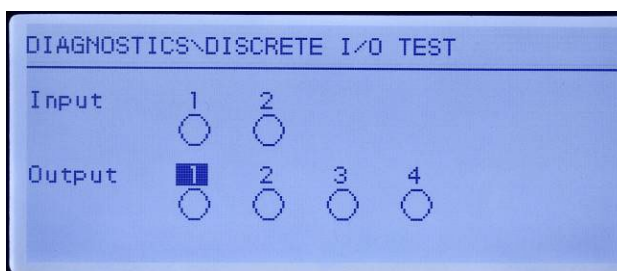 DIAGNOSTICS\DISCRETE I/O TEST
Input 1 2
Output 1 2 3 4